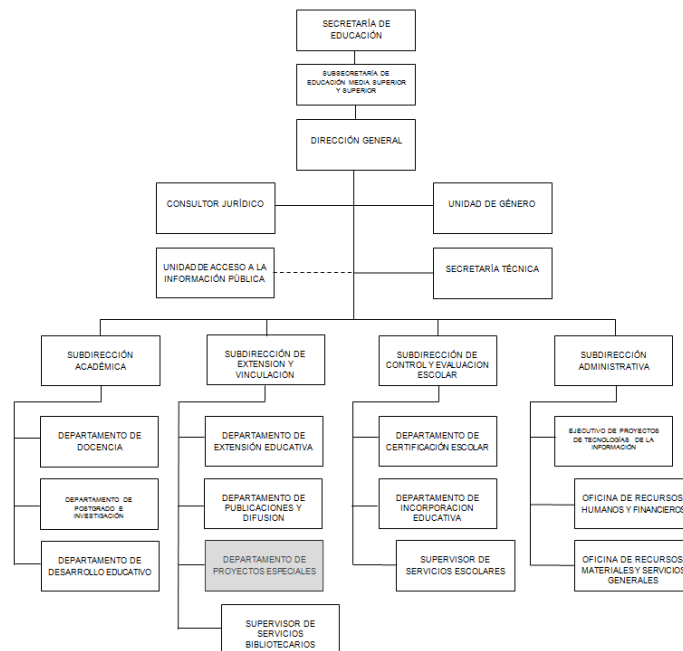 SECRETARÍA DE
EDUCACIÓN
SUBSECRETARÍA DE
EDUCACIÓN MEDIA SUPERIOR
Y SUPERIOR
DIRECCIÓN GENERAL
CONSULTOR JURÍDICO
UNIDAD DE GÉNERO
UNIDAD DE ACCESO A LA
INFORMACIÓN PÚBLICA
SECRETARÍA TÉCNICA
SUBDIRECCIÓN
ACADÉMICA
SUBDIRECCIÓN DE
EXTENSION Y
VINCULACIÓN
SUBDIRECCIÓN DE
CONTROL Y EVALUACION
ESCOLAR
SUBDIRECCIÓN
ADMINISTRATIVA
DEPARTAMENTO DE
DOCENCIA
DEPARTAMENTO DE
EXTENSIÓN EDUCATIVA
DEPARTAMENTO DE
CERTIFICACIÓN ESCOLAR
EJECUTIVO DE PROYECTOS
DE TECNOLOGÍAS DE LA
INFORMACIÓN
DEPARTAMENTO DE
POSTGRADO E
INVESTIGACIÓN
DEPARTAMENTO DE
PUBLICACIONES Y
DIFUSION
DEPARTAMENTO DE
INCORPORACION
EDUCATIVA
OFICINA DE RECURSOS
HUMANOS Y FINANCIEROS
DEPARTAMENTO DE
DESARROLLO EDUCATIVO
DEPARTAMENTO DE
PROYECTOS ESPECIALES
SUPERVISOR DE
SERVICIOS ESCOLARES
OFICINA DE RECURSOS
MATERIALES Y SERVICIOS
GENERALES
SUPERVISOR DE
SERVICIOS
BIBLIOTECARIOS